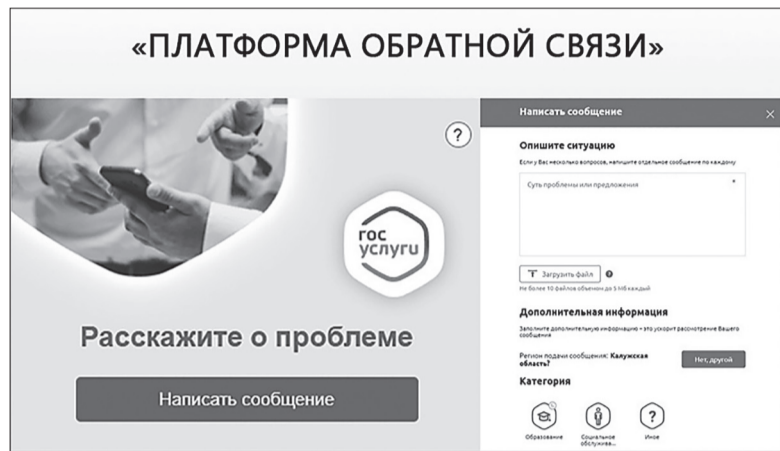 «ПЛАТФОРМА ОБРАТНОЙ СВЯЗИ»
?
гос
услуги
Расскажите о проблеме
Написать сообщение
Написать сообщение
Опишите ситуацию
Если у Вас несколько вопросов, напишите отдельное сообщение по каждому
Суть проблемы или предложения *
Загрузить файл ?
Не более 10 файлов объемом до 5 Мб каждый
Дополнительная информация
Заполните дополнительную информацию – это ускорит рассмотрение Вашего
сообщения
Регион подачи сообщения: Калужская
область?
Нет, другой
Категория
?
Образование
Социальное
обслужива...
Иное